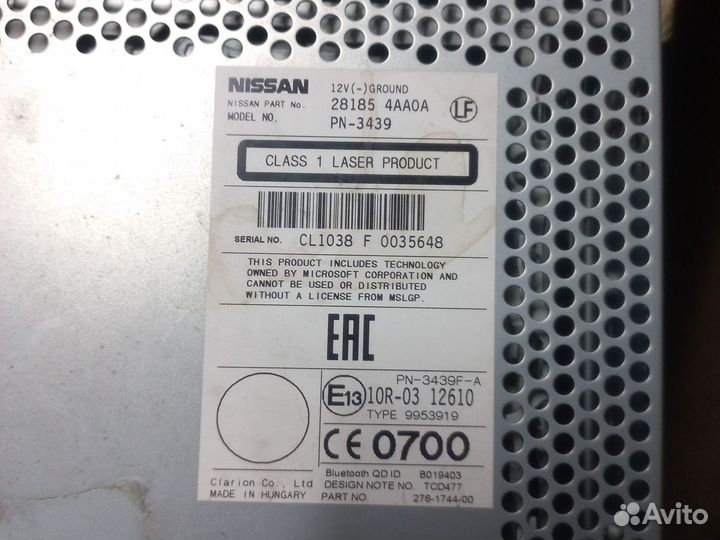 NISSAN 12V(-)GROUND
NISSAN PART No. 28185 4AA0A LF
MODEL NO. PN-3439
CLASS 1 LASER PRODUCT
SERIAL NO. CL1038 F 0035648
THIS PRODUCT INCLUDES TECHNOLOGY
OWNED BY MICROSOFT CORPORATION AND
CANNOT BE USED OR DISTRIBUTED
WITHOUT A LICENSE FROM MSLGP.
EAC
PN-3439F-A
E13 10R-03 12610
TYPE 9953919
CE 0700
Bluetooth QD ID B019403
Clarion Co., Ltd DESIGN NOTE NO. TCD477
MADE IN HUNGARY PART NO. 276-1744-00
Avito